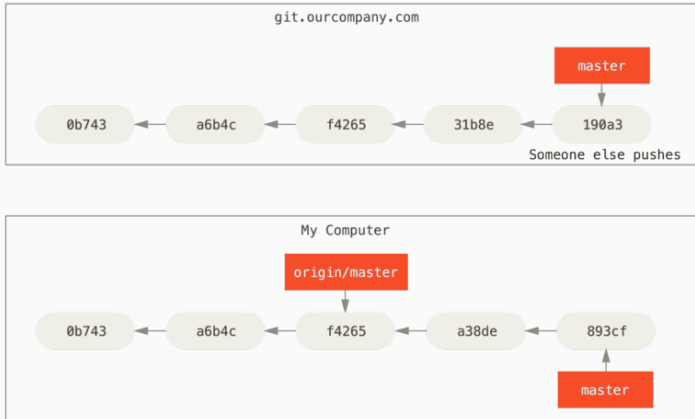 git.ourcompany.com
master
0b743 a6b4c f4265 31b8e 190a3
Someone else pushes
My Computer
origin/master
0b743 a6b4c f4265 a38de 893cf
master